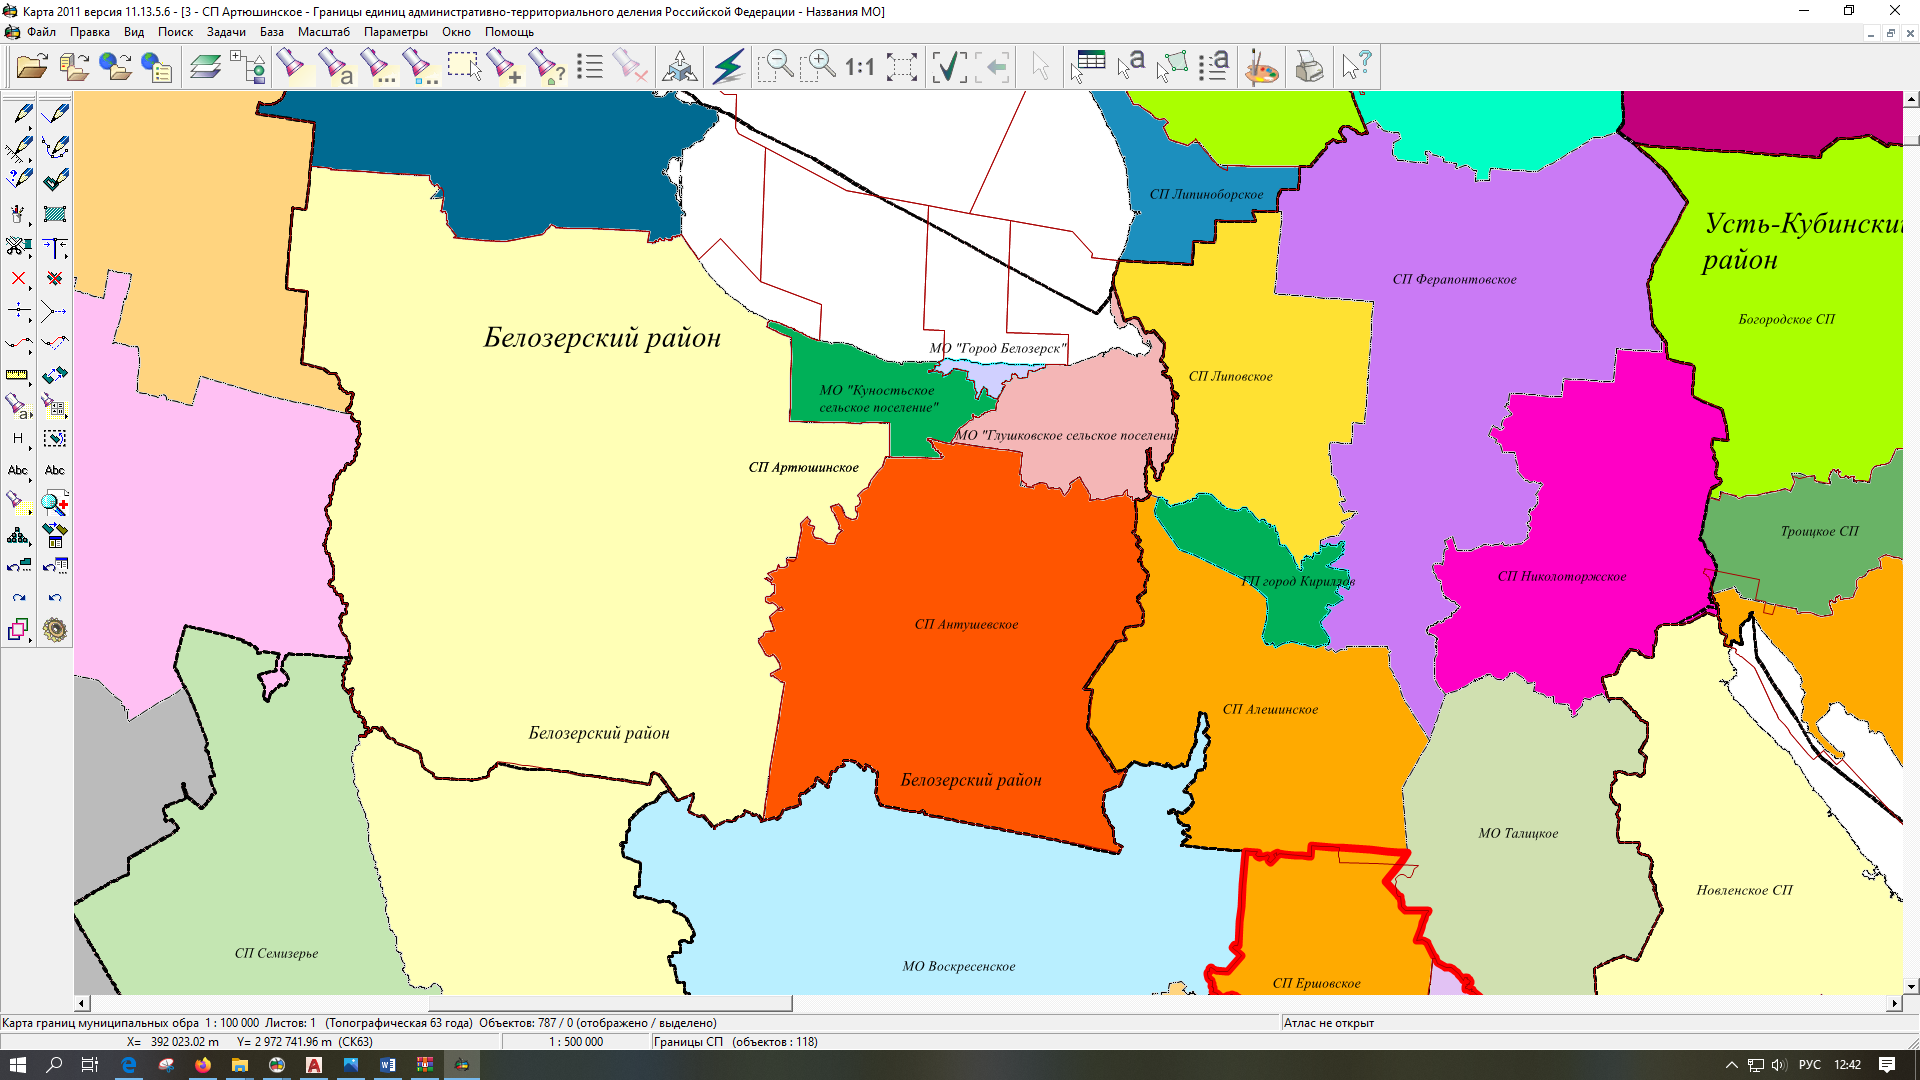 Карта 2011 версия 11.13.5.6 - [3 - СП Артюшинское - Границы единиц административно-территориального деления Российской Федерации - Названия МО]
Файл Правка Вид Поиск Задачи База Масштаб Параметры Окно Помощь
a 1:1 a a ?
СП Липиноборское
Усть-Кубински
район
СП Ферапонтовское
Богородское СП
Белозерский район
МО "Город Белозерск"
СП Липовское
МО "Куностьское
сельское поселение"
МО "Глушковское сельское поселени
СП Артюшинское
H
Abc Abc
Троицкое СП
ГП город Кириллов
СП Николоторжское
СП Антушевское
СП Алешинское
Белозерский район
Белозерский район
МО Талицкое
Новленское СП
СП Семизерье
МО Воскресенское
СП Ершовское
Карта границ муниципальных обра 1 : 100 000 Листов: 1 (Топографическая 63 года) Объектов: 787 / 0 (отображено / выделено) Атлас не открыт
X= 392 023.02 m Y= 2 972 741.96 m (СК63) 1 : 500 000 Границы СП (объектов : 118)
РУС 12:42